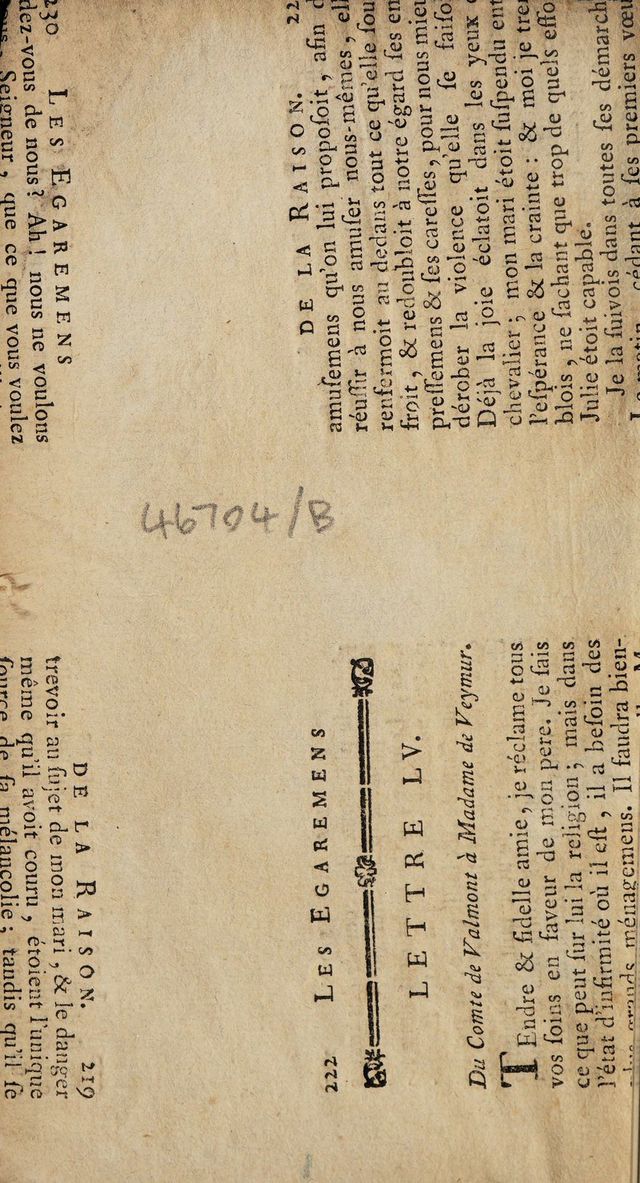 230 LES EGAREMENS
dez-vous de nous? Ah! nous ne voulons
Seigneur, que ce que vous voulez
DE LA RAISON. 22
amuſemens qu'on lui propoſoit, afin d
réuſſir à nous amuſer nous-mêmes, ell
renfermoit au dedans tout ce qu'elle ſou
froit, & redoubloit à notre égard ſes en
preſſemens & ſes careſſes, pour nous mieu
dérober la violence qu'elle ſe faiſoi
Déjà la joie éclatoit dans les yeux d
chevalier; mon mari étoit ſuſpendu ent
l'eſpérance & la crainte: & moi je tre
blois, ne ſachant que trop de quels effo
Julie étoit capable.
Je la ſuivois dans toutes ſes démarch
cédant à ſes premiers vœu
46704/B
DE LA RAISON. 219
trevoir au ſujet de mon mari, & le danger
même qu'il avoit couru, étoient l'unique
ſource de ſa mélancolie; tandis qu'il ſe
222 LES EGAREMENS
LETTRE LV.
Du Comte de Valmont à Madame de Veymur.
TEndre & fidelle amie, je réclame tous
vos ſoins en faveur de mon pere. Je ſais
ce que peut ſur lui la religion; mais dans
l'état d'infirmité où il eſt, il a beſoin des
plus grands ménagemens. Il faudra bien-